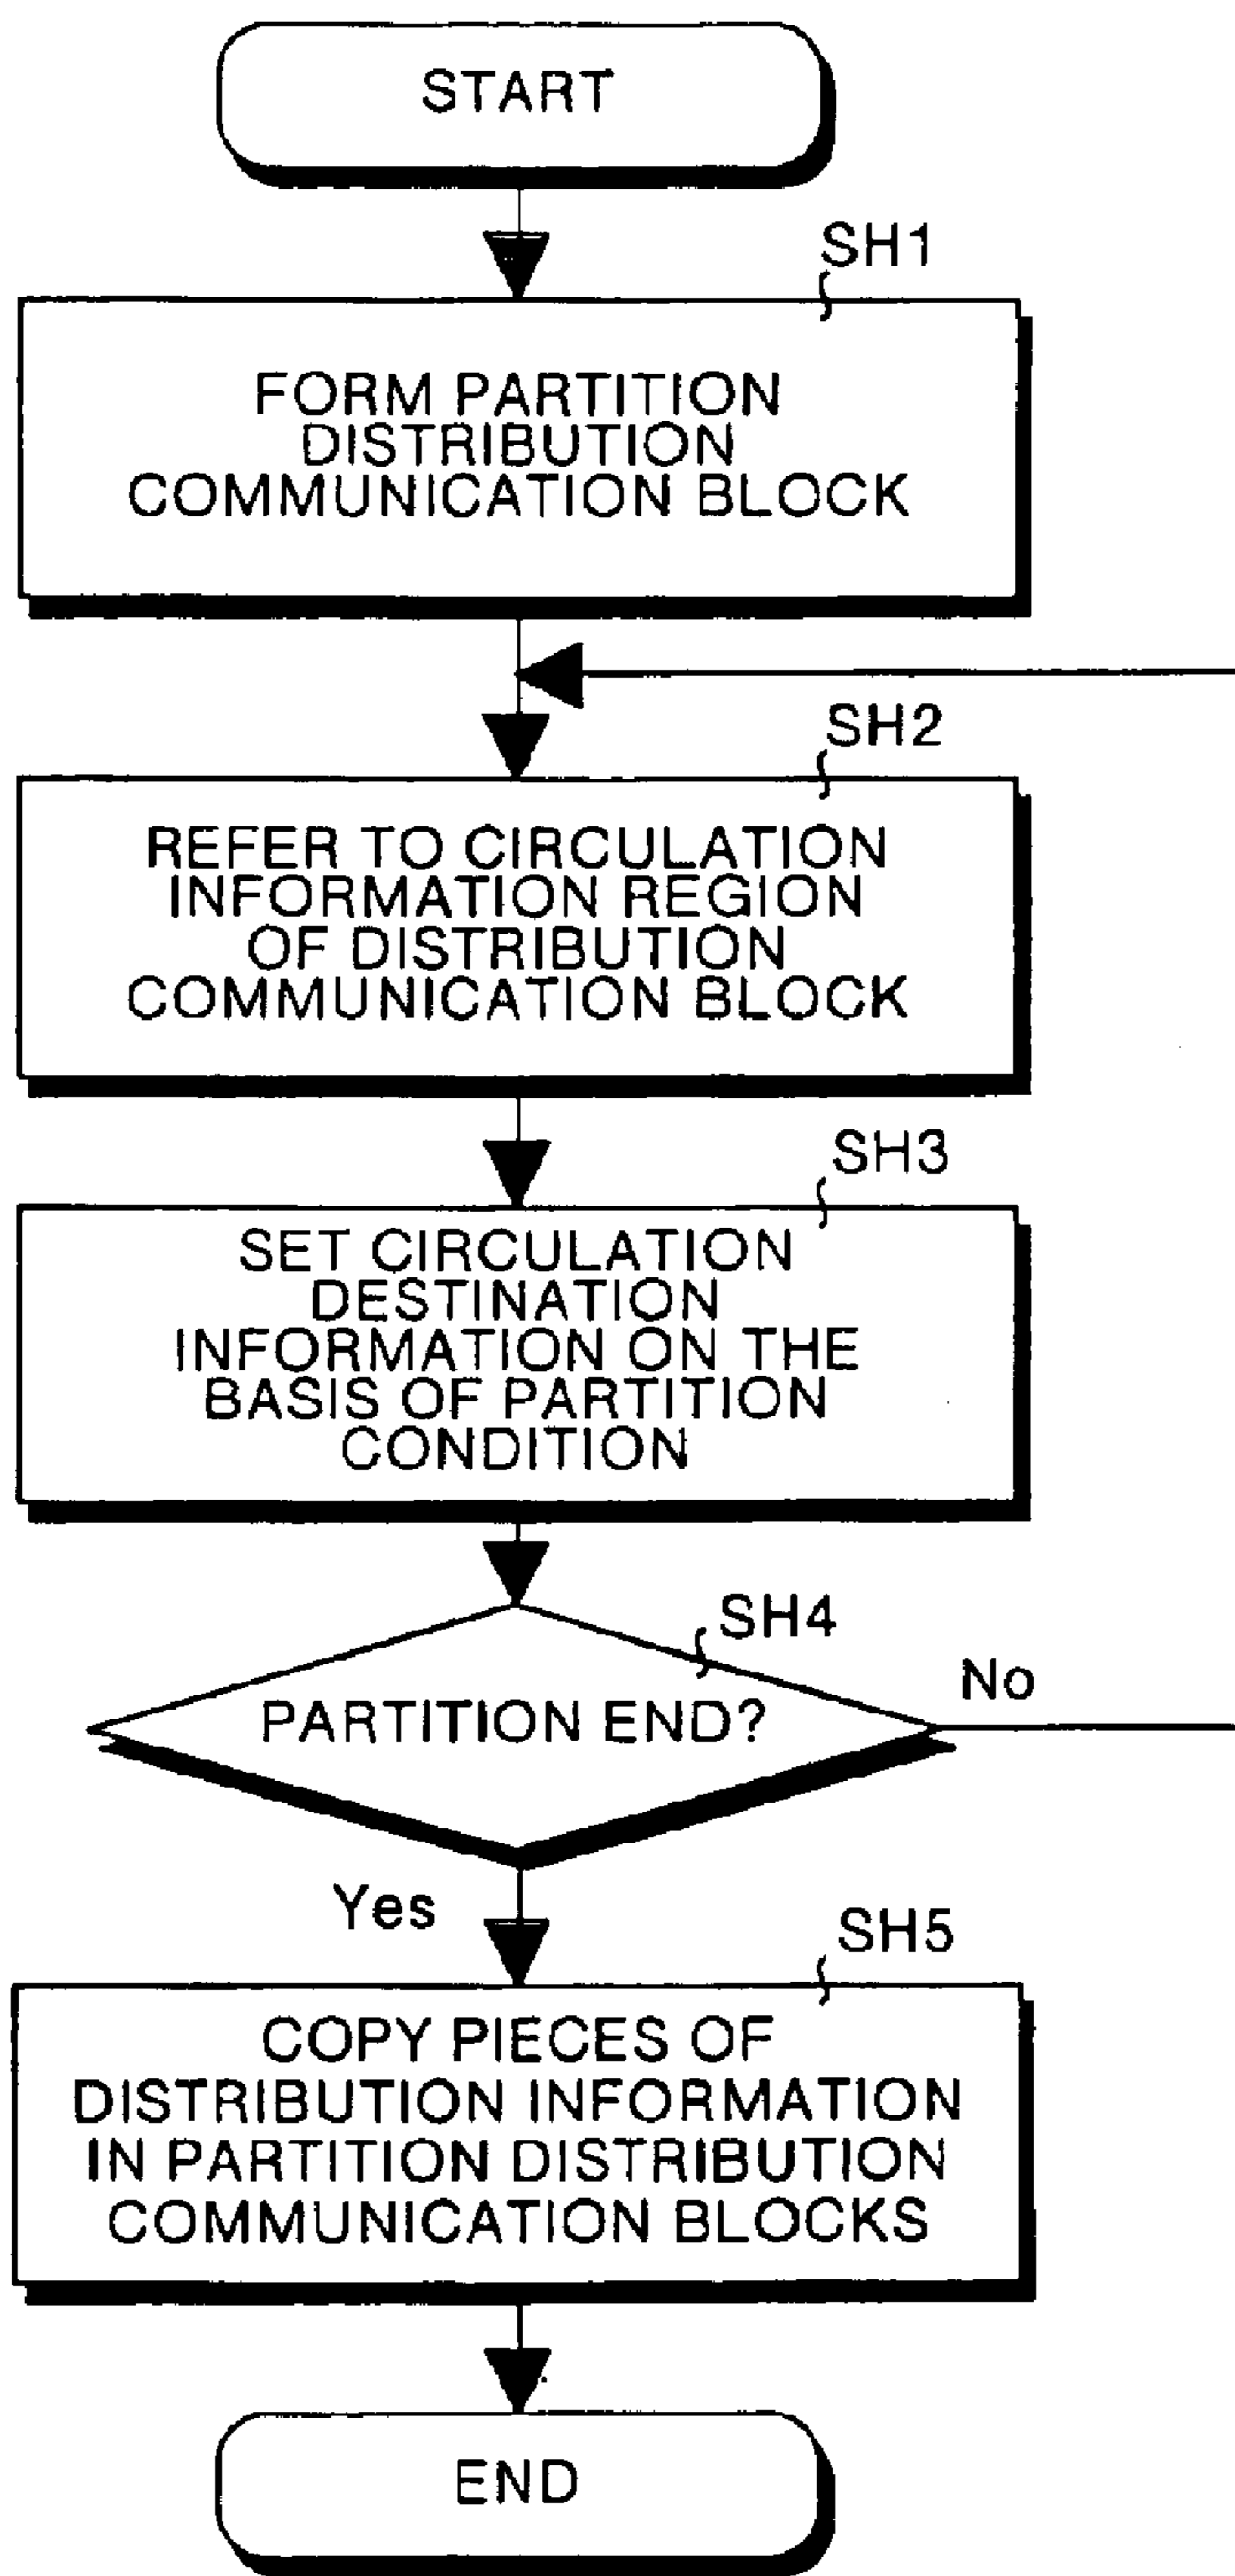 START
SH1
FORM PARTITION
DISTRIBUTION
COMMUNICATION BLOCK
SH2
REFER TO CIRCULATION
INFORMATION REGION
OF DISTRIBUTION
COMMUNICATION BLOCK
SH3
SET CIRCULATION
DESTINATION
INFORMATION ON THE
BASIS OF PARTITION
CONDITION
SH4
No
PARTITION END?
Yes
SH5
COPY PIECES OF
DISTRIBUTION INFORMATION
IN PARTITION DISTRIBUTION
COMMUNICATION BLOCKS
END